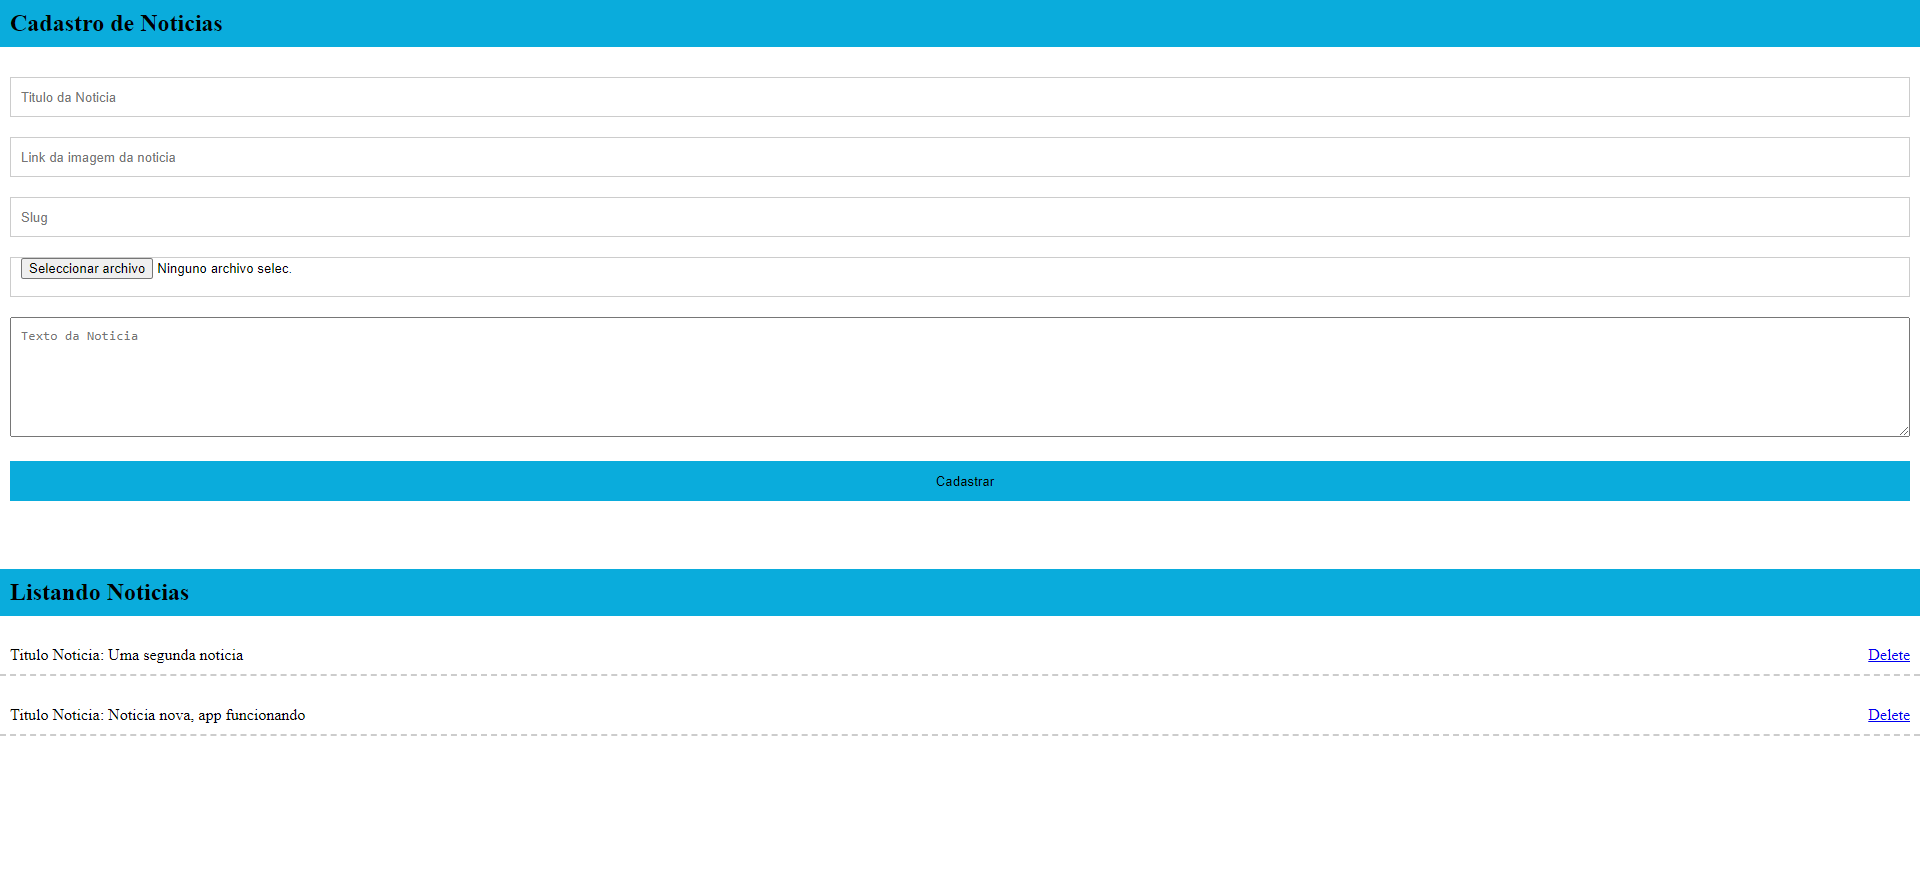 Cadastro de Noticias
Titulo da Noticia
Link da imagem da noticia
Slug
Seleccionar archivo Ninguno archivo selec.
Texto da Noticia
Cadastrar
Listando Noticias
Titulo Noticia: Uma segunda noticia Delete
Titulo Noticia: Noticia nova, app funcionando Delete